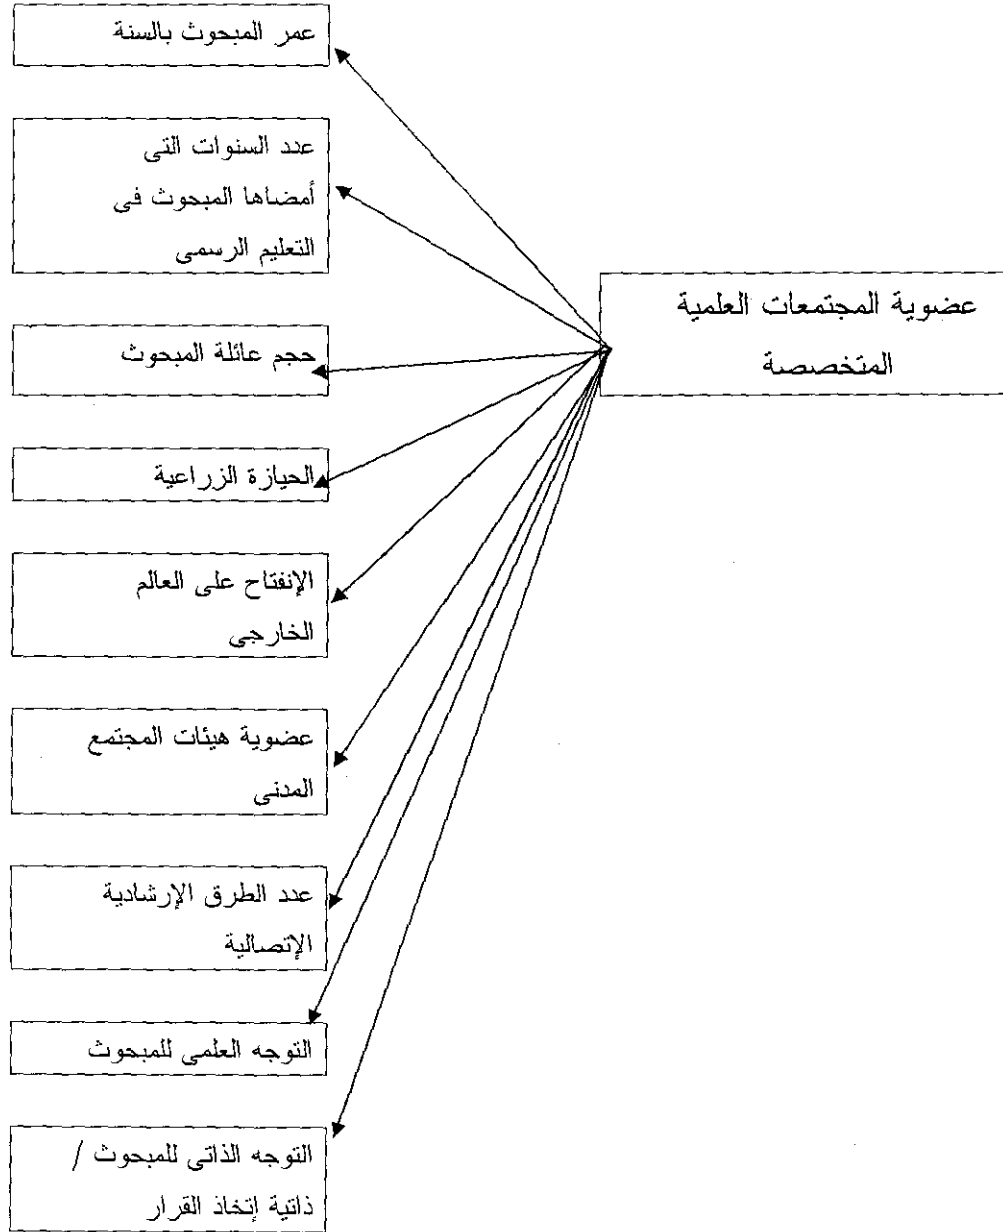 عمر المبحوث بالسنة
عدد السنوات التى
أمضاها المبحوث فى
التعليم الرسمى
حجم عائلة المبحوث
الحيازة الزراعية
الإنفتاح على العالم
الخارجى
عضوية هيئات المجتمع
المدنى
عدد الطرق الإرشادية
الإتصالية
التوجه العلمى للمبحوث
التوجه الذاتى للمبحوث /
ذاتية إتخاذ القرار
عضوية المجتمعات العلمية
المتخصصة